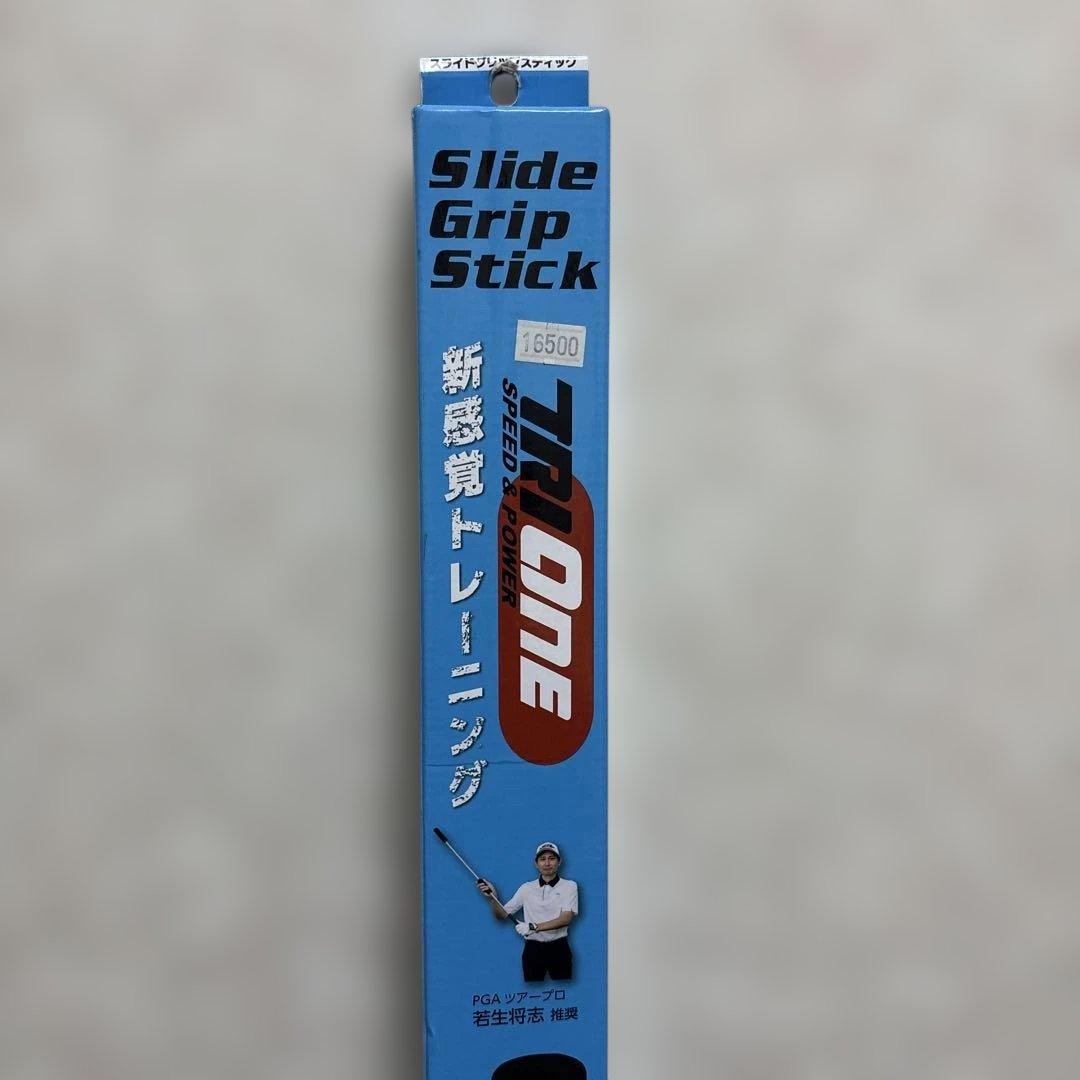 スライドグリップスティック
Slide
Grip
Stick
16500
新感覚トレーニング
TRIONE
SPEED & POWER
PGA ツアープロ
若生将志 推奨